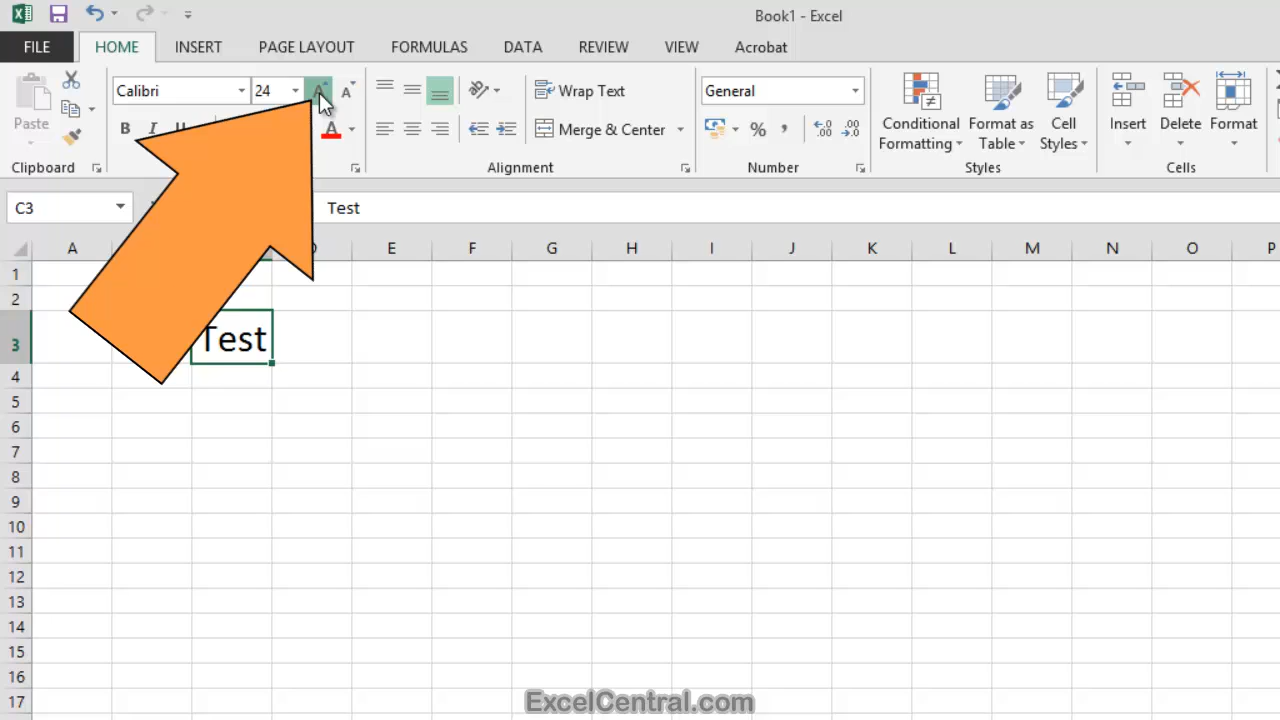 Book1 - Excel
FILE HOME INSERT PAGE LAYOUT FORMULAS DATA REVIEW VIEW Acrobat
Calibri 24 A A Wrap Text General
Paste B I U A Merge & Center % Conditional Formatting Format as Table Cell Styles Insert Delete Format
Clipboard Alignment Number Styles Cells
C3 Test
A E F G H I J K L M N O P
1
2
3 Test
4
5
6
7
8
9
10
11
12
13
14
15
16
17
ExcelCentral.com